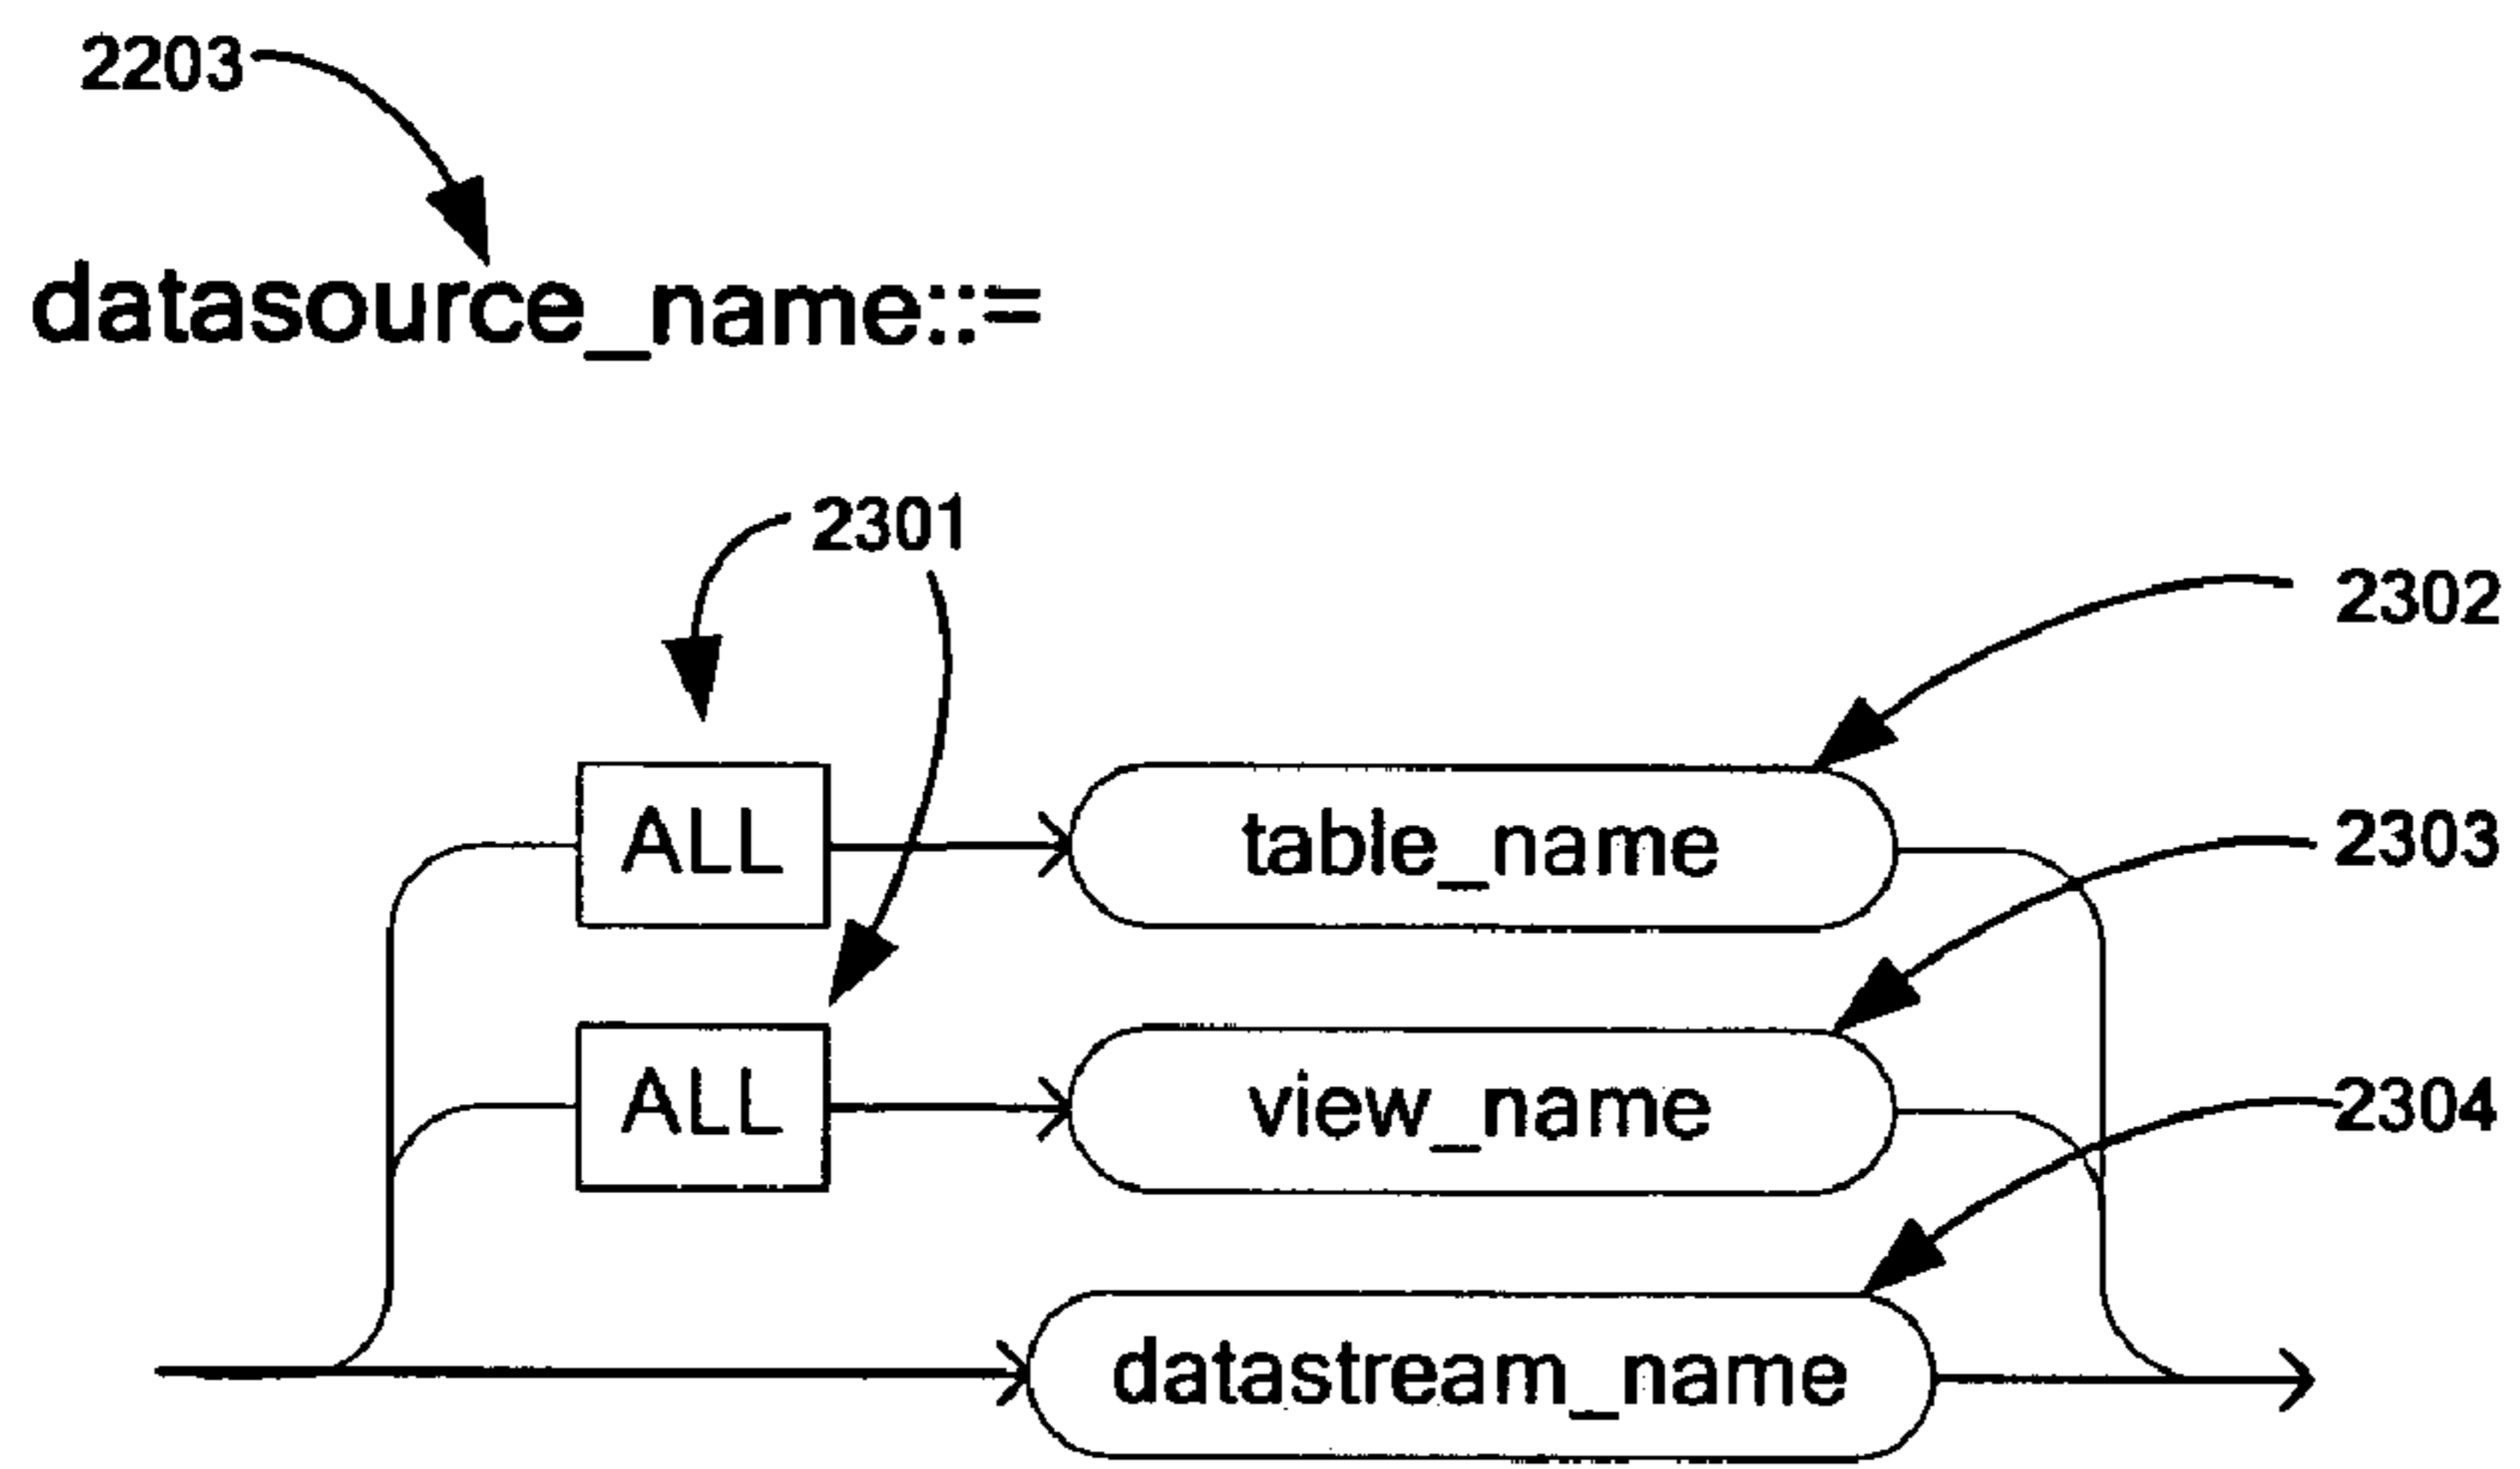 2203
datasource_name::=
2301
2302
ALL table_name
2303
ALL view_name
2304
datastream_name